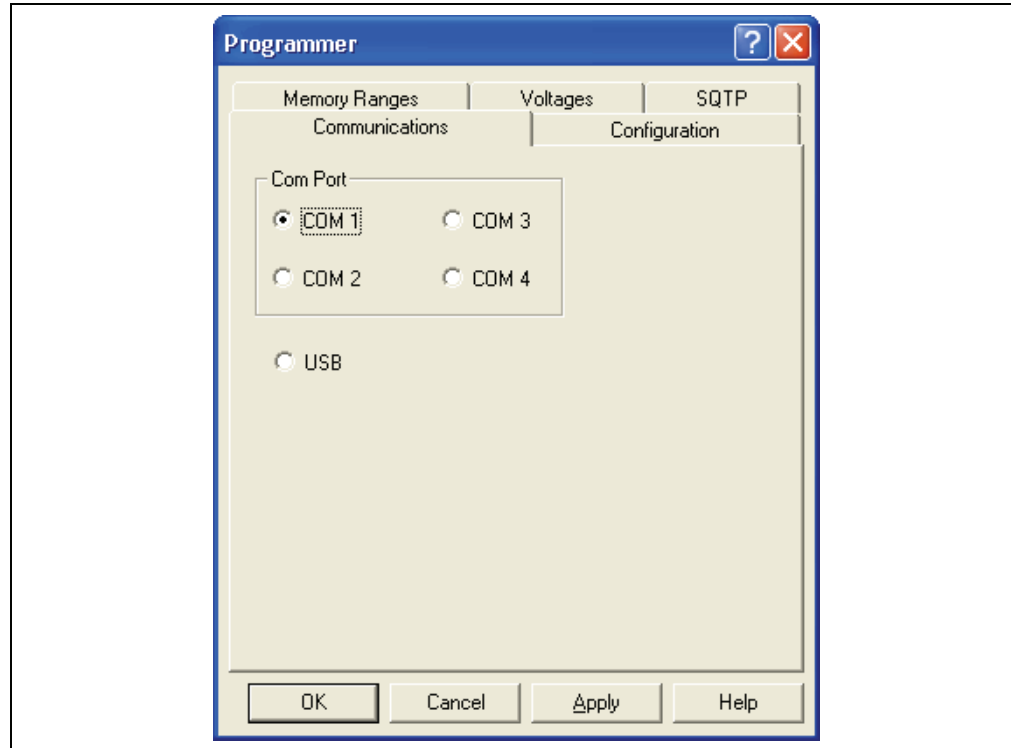 Programmer
Memory Ranges Voltages SQTP
Communications Configuration
Com Port
COM 1 COM 3
COM 2 COM 4
USB
OK Cancel Apply Help